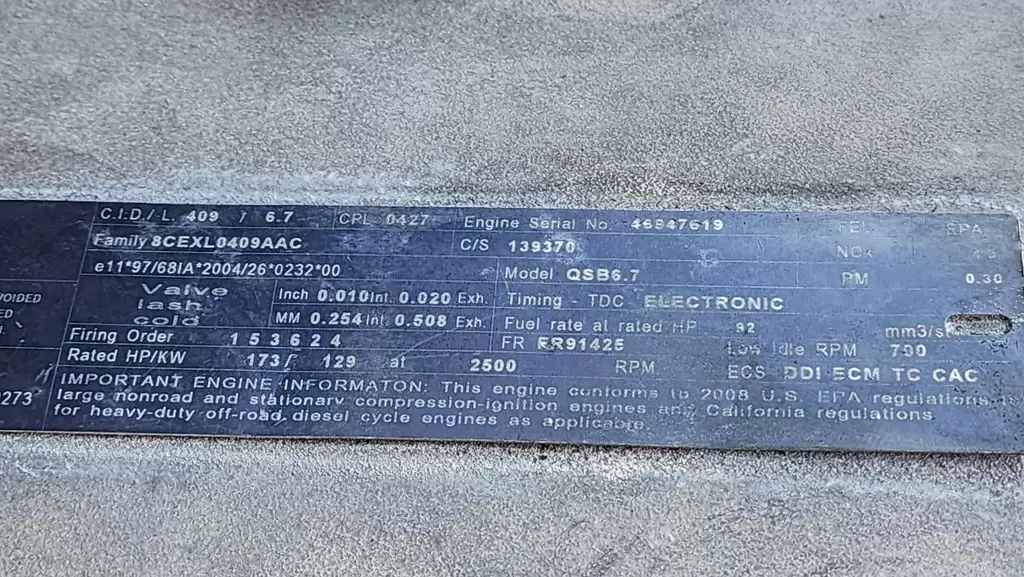 C.I.D./ L. 409 / 6.7 CPL 0427 Engine Serial No. 46847619 FEL EPA
Family 8CEXL0409AAC C/S 139370 NOx
e11*97/68IA*2004/26*0232*00 Model QSB6.7 PM 0.30
Valve lash cold Inch 0.010 Int. 0.020 Exh. Timing - TDC ELECTRONIC
MM 0.254 Int. 0.508 Exh. Fuel rate at rated HP 92 mm3/s
Firing Order 1 5 3 6 2 4 FR FR91425 Low Idle RPM 790
Rated HP/KW 173 / 129 at 2500 RPM ECS DDI ECM TC CAC
IMPORTANT ENGINE INFORMATON: This engine conforms to 2008 U.S. EPA regulations
large nonroad and stationary compression-ignition engines and California regulations
for heavy-duty off-road diesel cycle engines as applicable.
VOIDED
0273